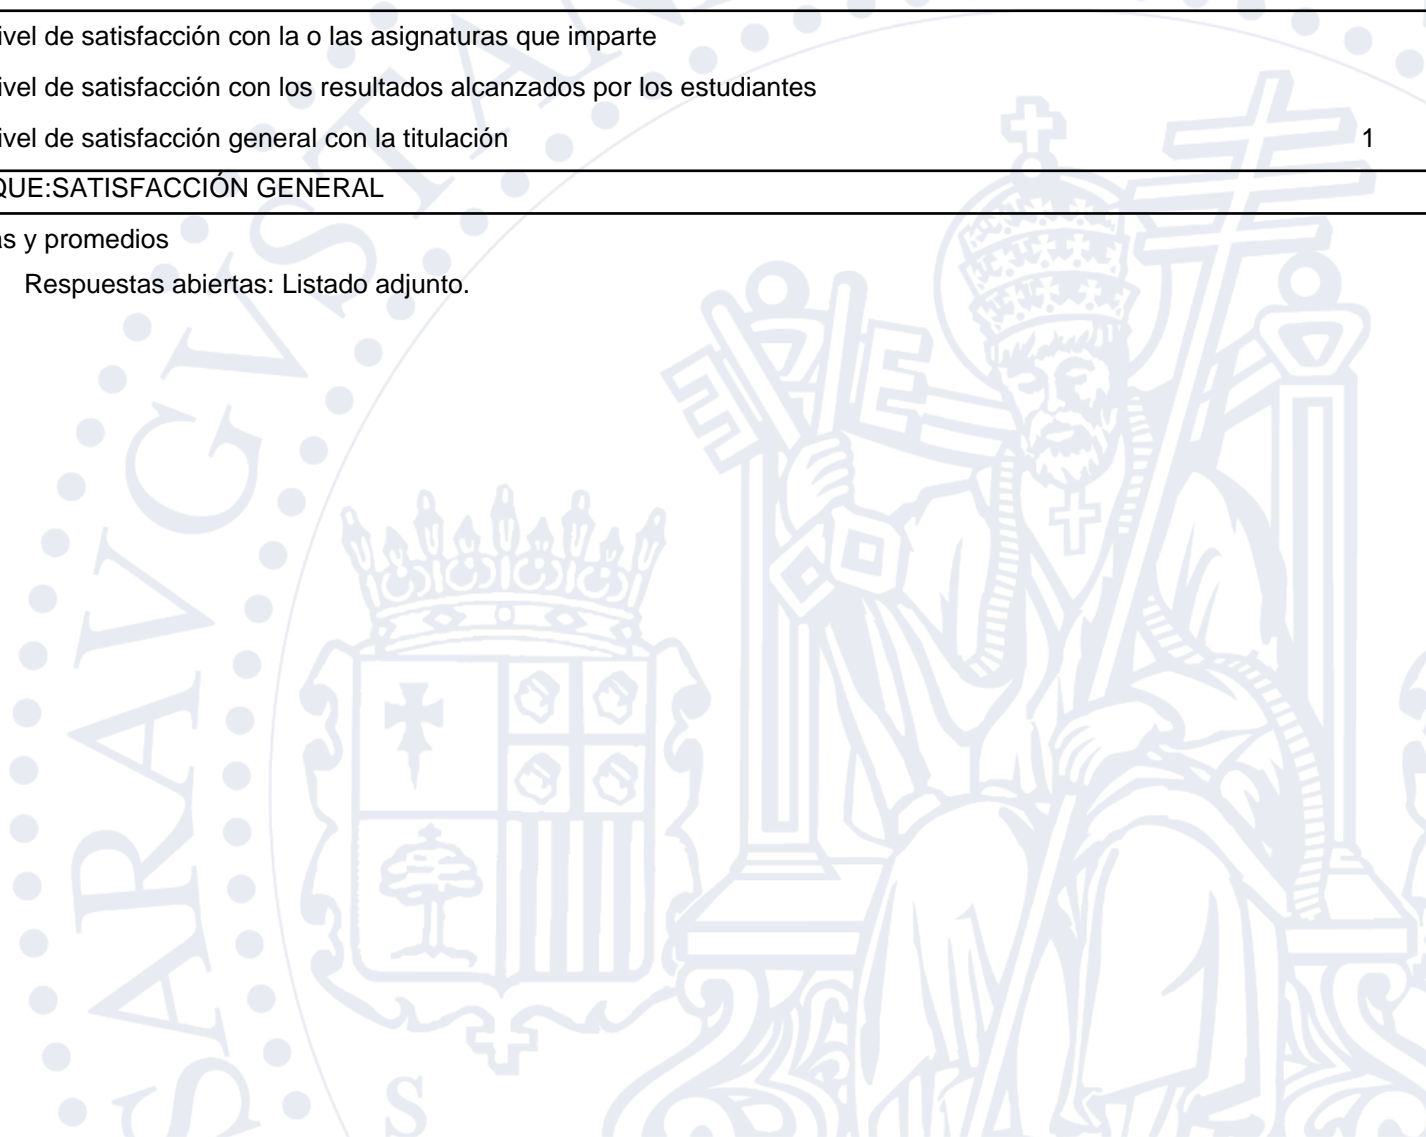 ivel de satisfacción con la o las asignaturas que imparte
ivel de satisfacción con los resultados alcanzados por los estudiantes
ivel de satisfacción general con la titulación 1
QUE:SATISFACCIÓN GENERAL
as y promedios
Respuestas abiertas: Listado adjunto.
SARAVGVSTAN
S